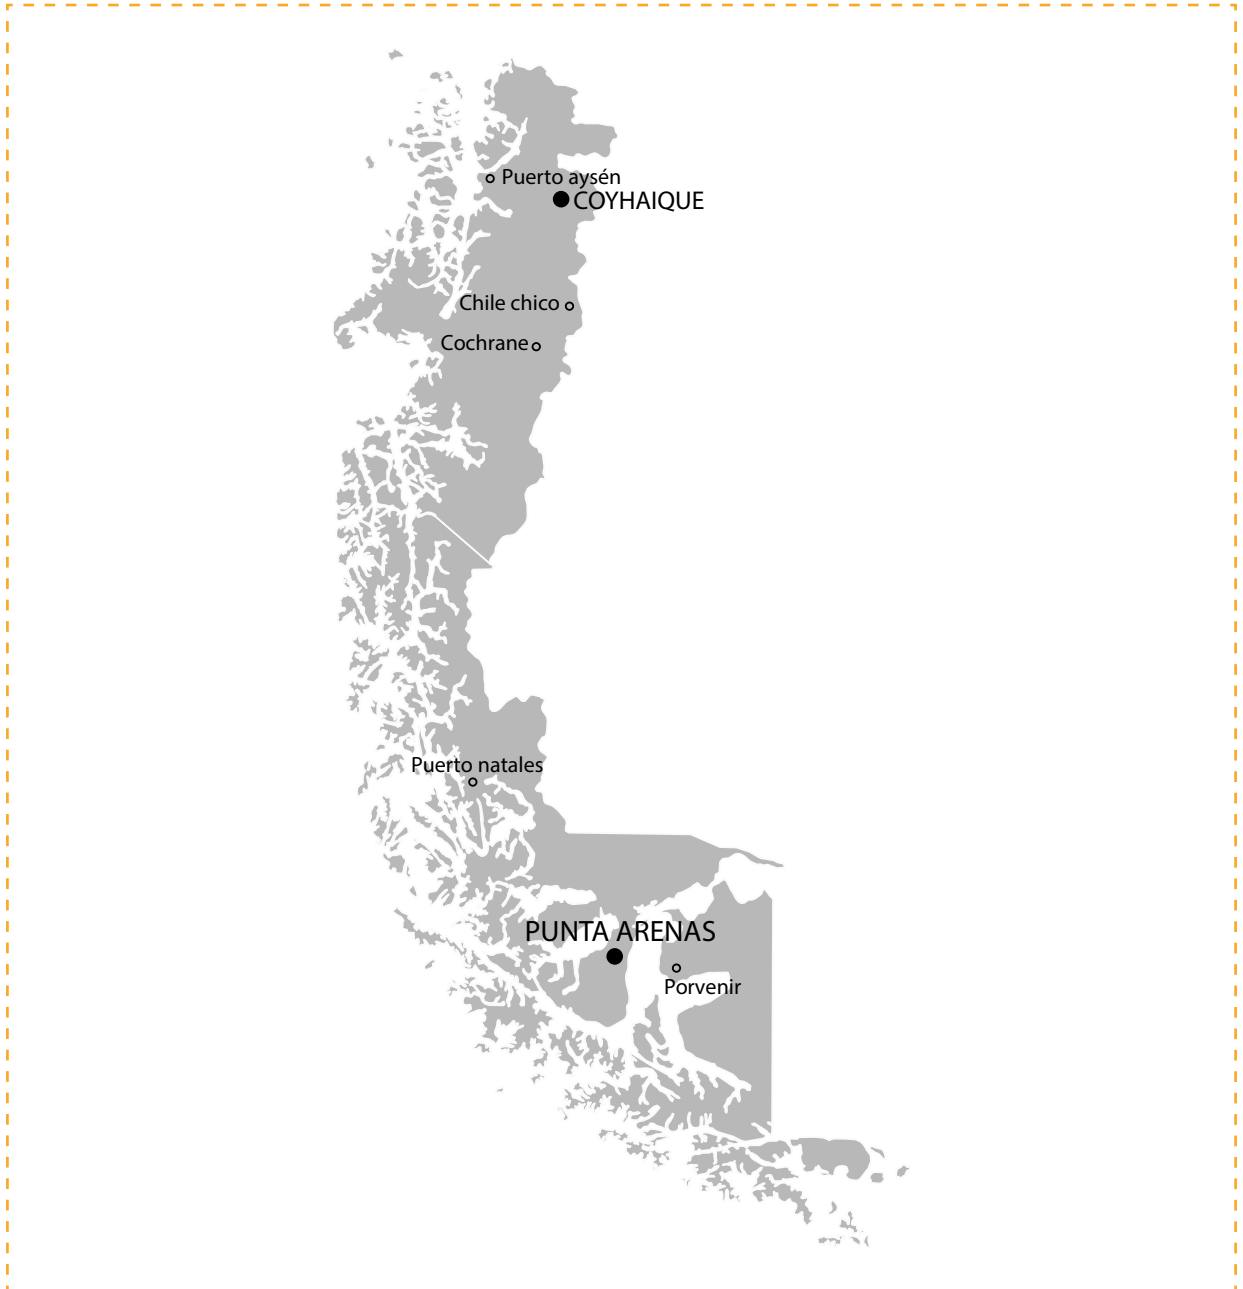 Puerto aysén
COYHAIQUE
Chile chico
Cochrane
Puerto natales
PUNTA ARENAS
Porvenir